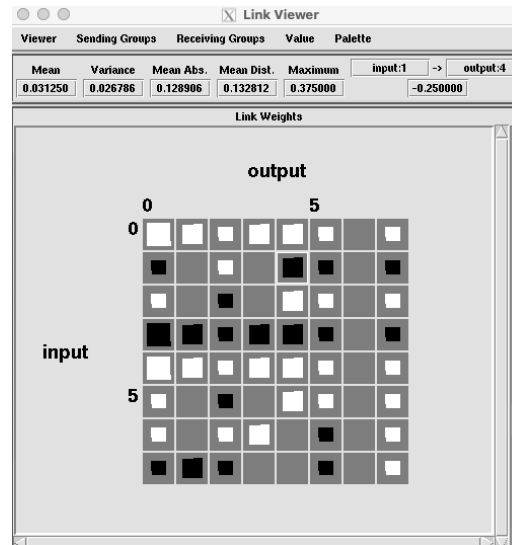 Link Viewer
Viewer Sending Groups Receiving Groups Value Palette
Mean Variance Mean Abs. Mean Dist. Maximum input:1 -> output:4
0.031250 0.026786 0.128906 0.132812 0.375000 -0.250000
Link Weights
output
0 5
0
input
5